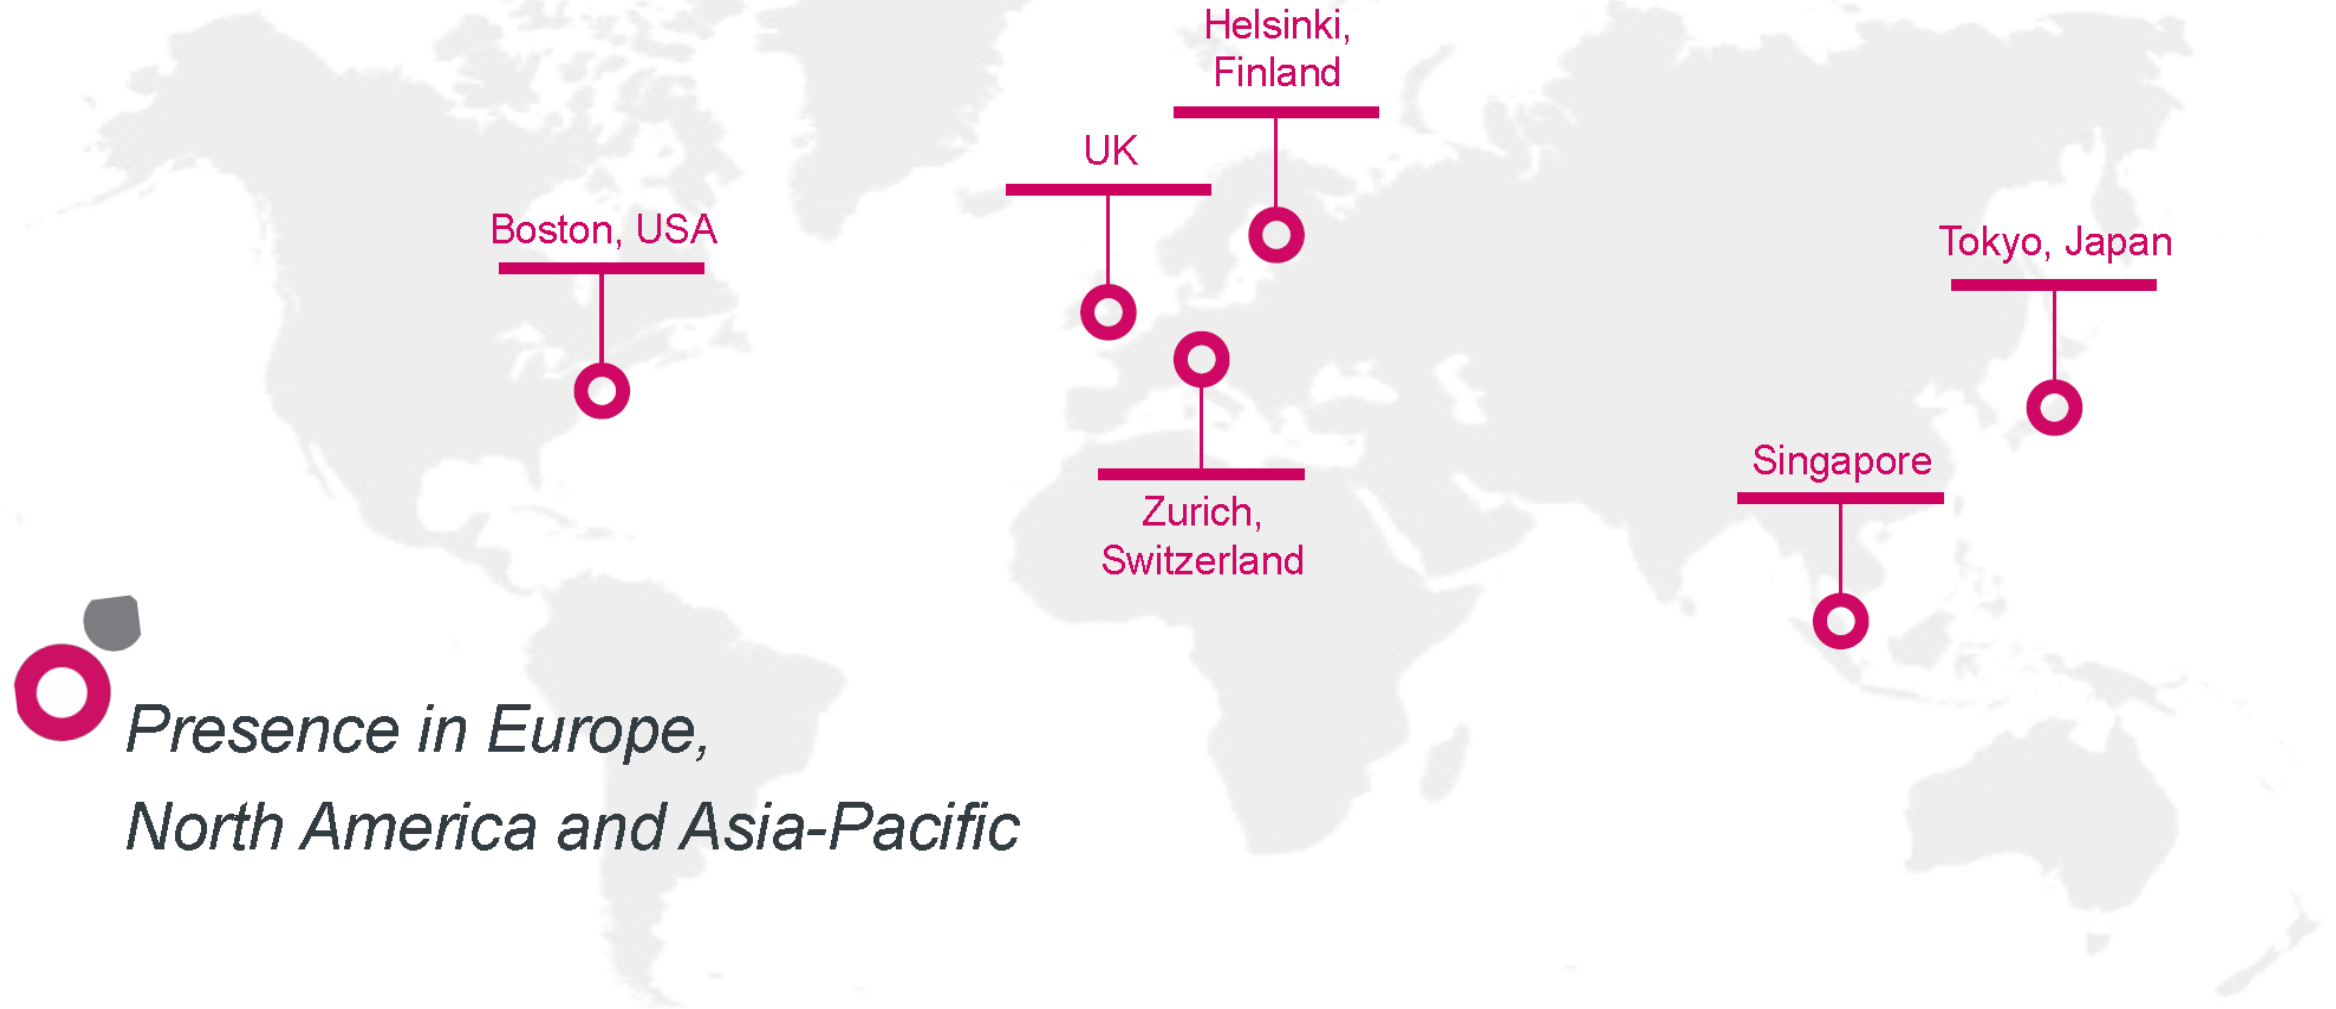 Helsinki,
Finland
UK
Boston, USA
Tokyo, Japan
Singapore
Zurich,
Switzerland
Presence in Europe,
North America and Asia-Pacific